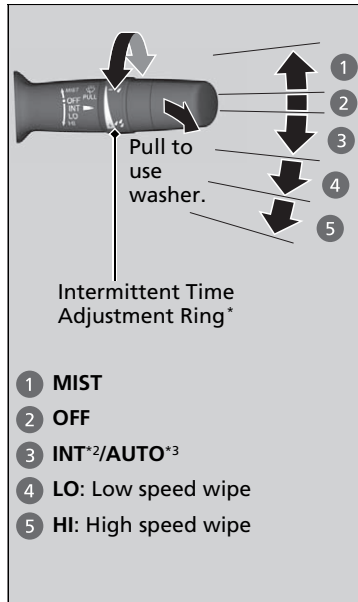 MIST
OFF PULL
INT
LO
HI
1
2
3
4
5
Pull to
use
washer.
Intermittent Time
Adjustment Ring*
1 MIST
2 OFF
3 INT*2/AUTO*3
4 LO: Low speed wipe
5 HI: High speed wipe